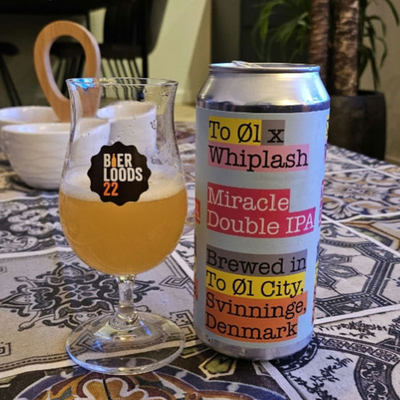 BIER
LOODS
22
To Øl x
Whiplash
Miracle
Double IPA
Brewed in
To Øl City,
Svinninge,
Denmark